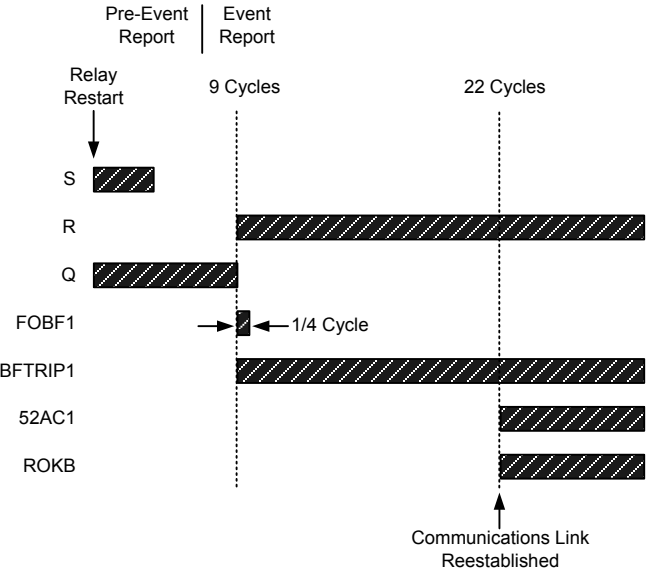 Pre-Event
Report
Event
Report
Relay
Restart
9 Cycles
22 Cycles
S
R
Q
FOBF1
1/4 Cycle
BFTRIP1
52AC1
ROKB
Communications Link
Reestablished